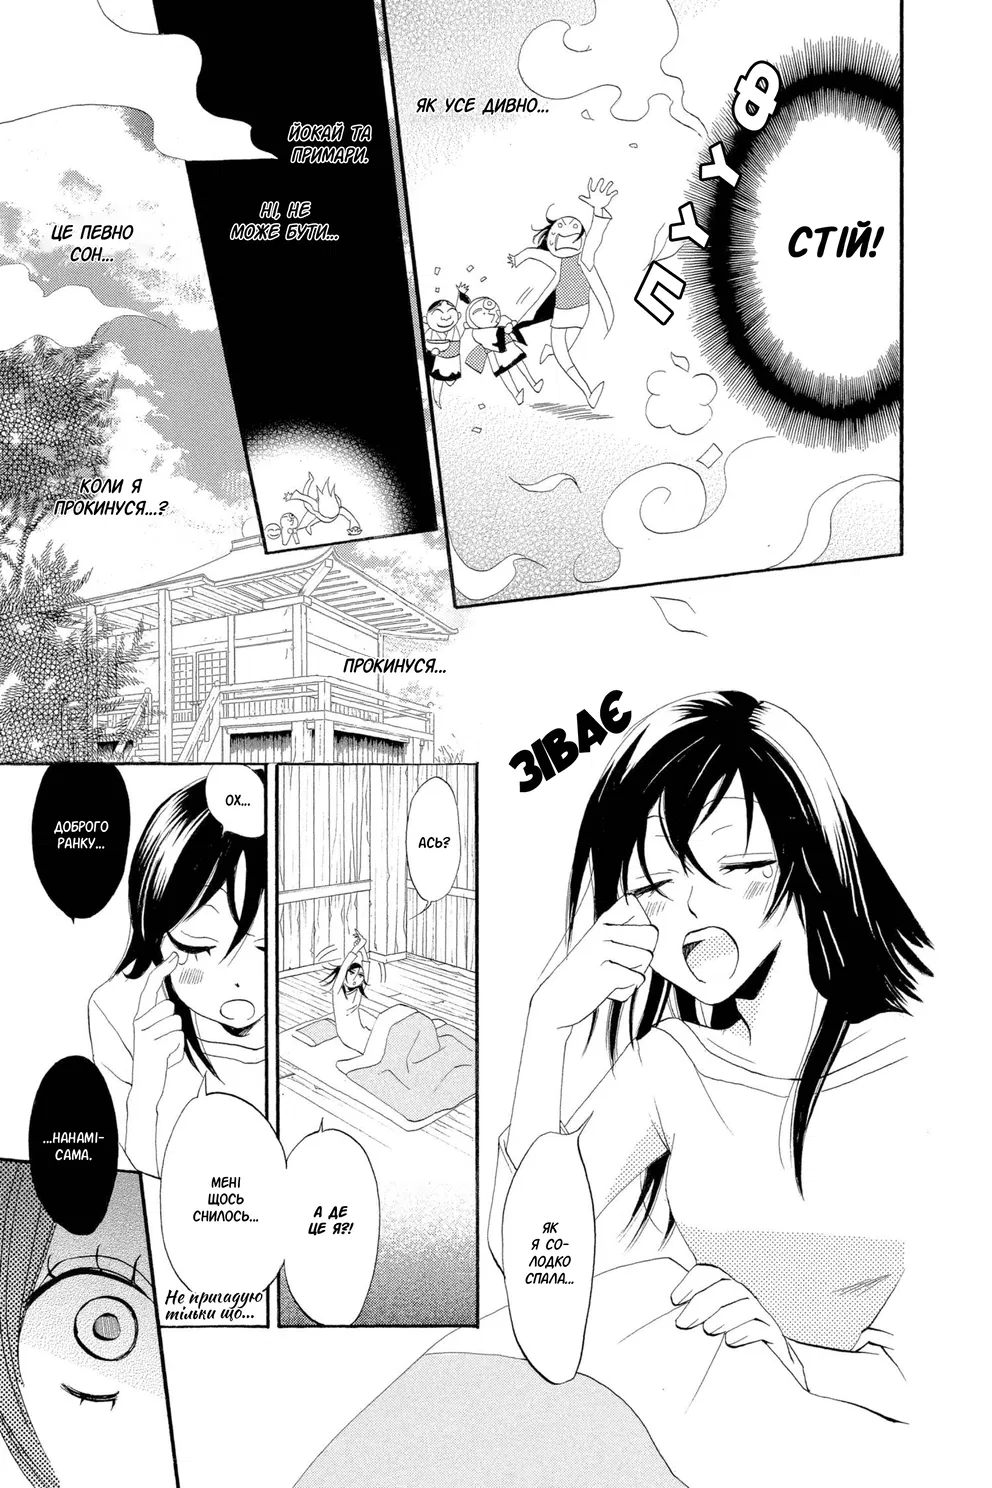 СТІЙ!
ФУУП
ЯК УСЕ ДИВНО...
ЙОКАЙ ТА
ПРИМАРИ.
НІ, НЕ
МОЖЕ БУТИ...
ЦЕ ПЕВНО
СОН...
КОЛИ Я
ПРОКИНУСЯ...?
ПРОКИНУСЯ...
ЗІВАЄ
ЯК
Я СО-
ЛОДКО
СПАЛА...
АСЬ?
А ДЕ
ЦЕ Я?!
ОХ...
МЕНІ
ЩОСЬ
СНИЛОСЬ...
Не пригадую
тільки що...
ДОБРОГО
РАНКУ...
...НАНАМІ-
САМА.